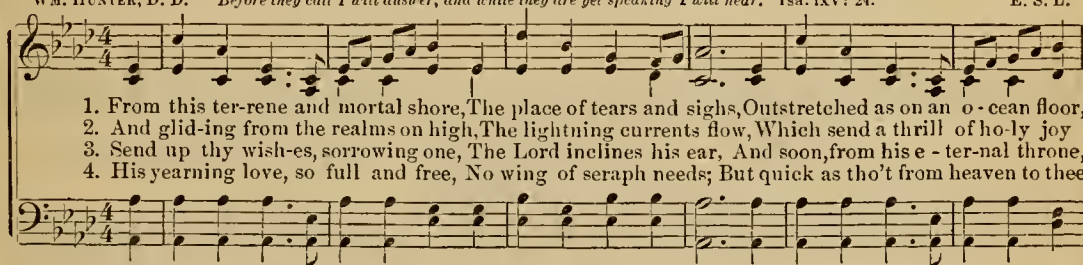 WM. HUNTER, D. D. Before they call I will answer, and while they are yet speaking I will hear. Isa. lxv: 24. E. S. L.
4
4
1. From this ter-rene and mortal shore, The place of tears and sighs, Outstretched as on an o-cean floor,
2. And glid-ing from the realms on high, The lightning currents flow, Which send a thrill of ho-ly joy
3. Send up thy wish-es, sorrowing one, The Lord inclines his ear, And soon, from his e-ter-nal throne,
4. His yearning love, so full and free, No wing of seraph needs; But quick as tho't from heaven to thee
4
4